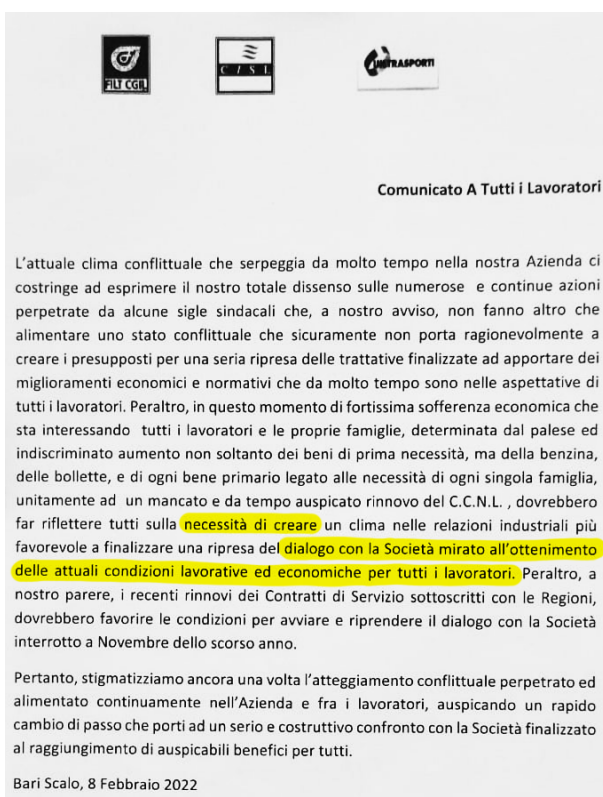 FILT CGIL
CISL
UILTRASPORTI
Comunicato A Tutti i Lavoratori
L’attuale clima conflittuale che serpeggia da molto tempo nella nostra Azienda ci
costringe ad esprimere il nostro totale dissenso sulle numerose e continue azioni
perpetrate da alcune sigle sindacali che, a nostro avviso, non fanno altro che
alimentare uno stato conflittuale che sicuramente non porta ragionevolmente a
creare i presupposti per una seria ripresa delle trattative finalizzate ad apportare dei
miglioramenti economici e normativi che da molto tempo sono nelle aspettative di
tutti i lavoratori. Peraltro, in questo momento di fortissima sofferenza economica che
sta interessando tutti i lavoratori e le proprie famiglie, determinata dal palese ed
indiscriminato aumento non soltanto dei beni di prima necessità, ma della benzina,
delle bollette, e di ogni bene primario legato alle necessità di ogni singola famiglia,
unitamente ad un mancato e da tempo auspicato rinnovo del C.C.N.L. , dovrebbero
far riflettere tutti sulla necessità di creare un clima nelle relazioni industriali più
favorevole a finalizzare una ripresa del dialogo con la Società mirato all’ottenimento
delle attuali condizioni lavorative ed economiche per tutti i lavoratori. Peraltro, a
nostro parere, i recenti rinnovi dei Contratti di Servizio sottoscritti con le Regioni,
dovrebbero favorire le condizioni per avviare e riprendere il dialogo con la Società
interrotto a Novembre dello scorso anno.
Pertanto, stigmatizziamo ancora una volta l’atteggiamento conflittuale perpetrato ed
alimentato continuamente nell’Azienda e fra i lavoratori, auspicando un rapido
cambio di passo che porti ad un serio e costruttivo confronto con la Società finalizzato
al raggiungimento di auspicabili benefici per tutti.
Bari Scalo, 8 Febbraio 2022